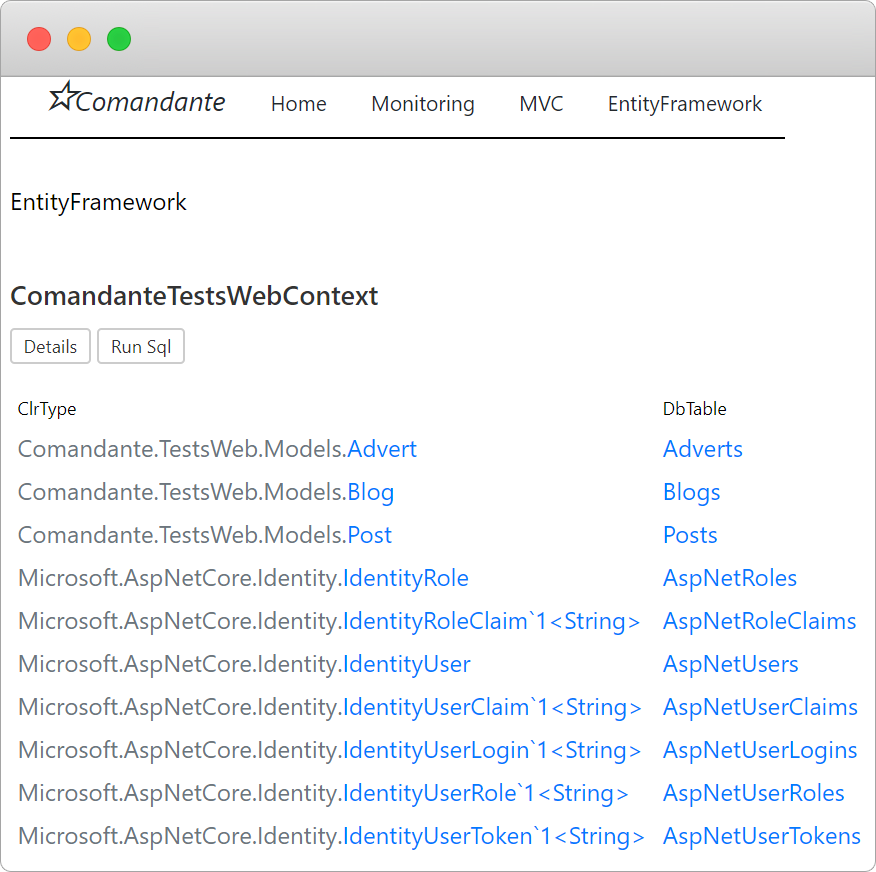 ☆Comandante Home Monitoring MVC EntityFramework
EntityFramework
ComandanteTestsWebContext
Details Run Sql
ClrType DbTable
Comandante.TestsWeb.Models.Advert Adverts
Comandante.TestsWeb.Models.Blog Blogs
Comandante.TestsWeb.Models.Post Posts
Microsoft.AspNetCore.Identity.IdentityRole AspNetRoles
Microsoft.AspNetCore.Identity.IdentityRoleClaim`1<String> AspNetRoleClaims
Microsoft.AspNetCore.Identity.IdentityUser AspNetUsers
Microsoft.AspNetCore.Identity.IdentityUserClaim`1<String> AspNetUserClaims
Microsoft.AspNetCore.Identity.IdentityUserLogin`1<String> AspNetUserLogins
Microsoft.AspNetCore.Identity.IdentityUserRole`1<String> AspNetUserRoles
Microsoft.AspNetCore.Identity.IdentityUserToken`1<String> AspNetUserTokens